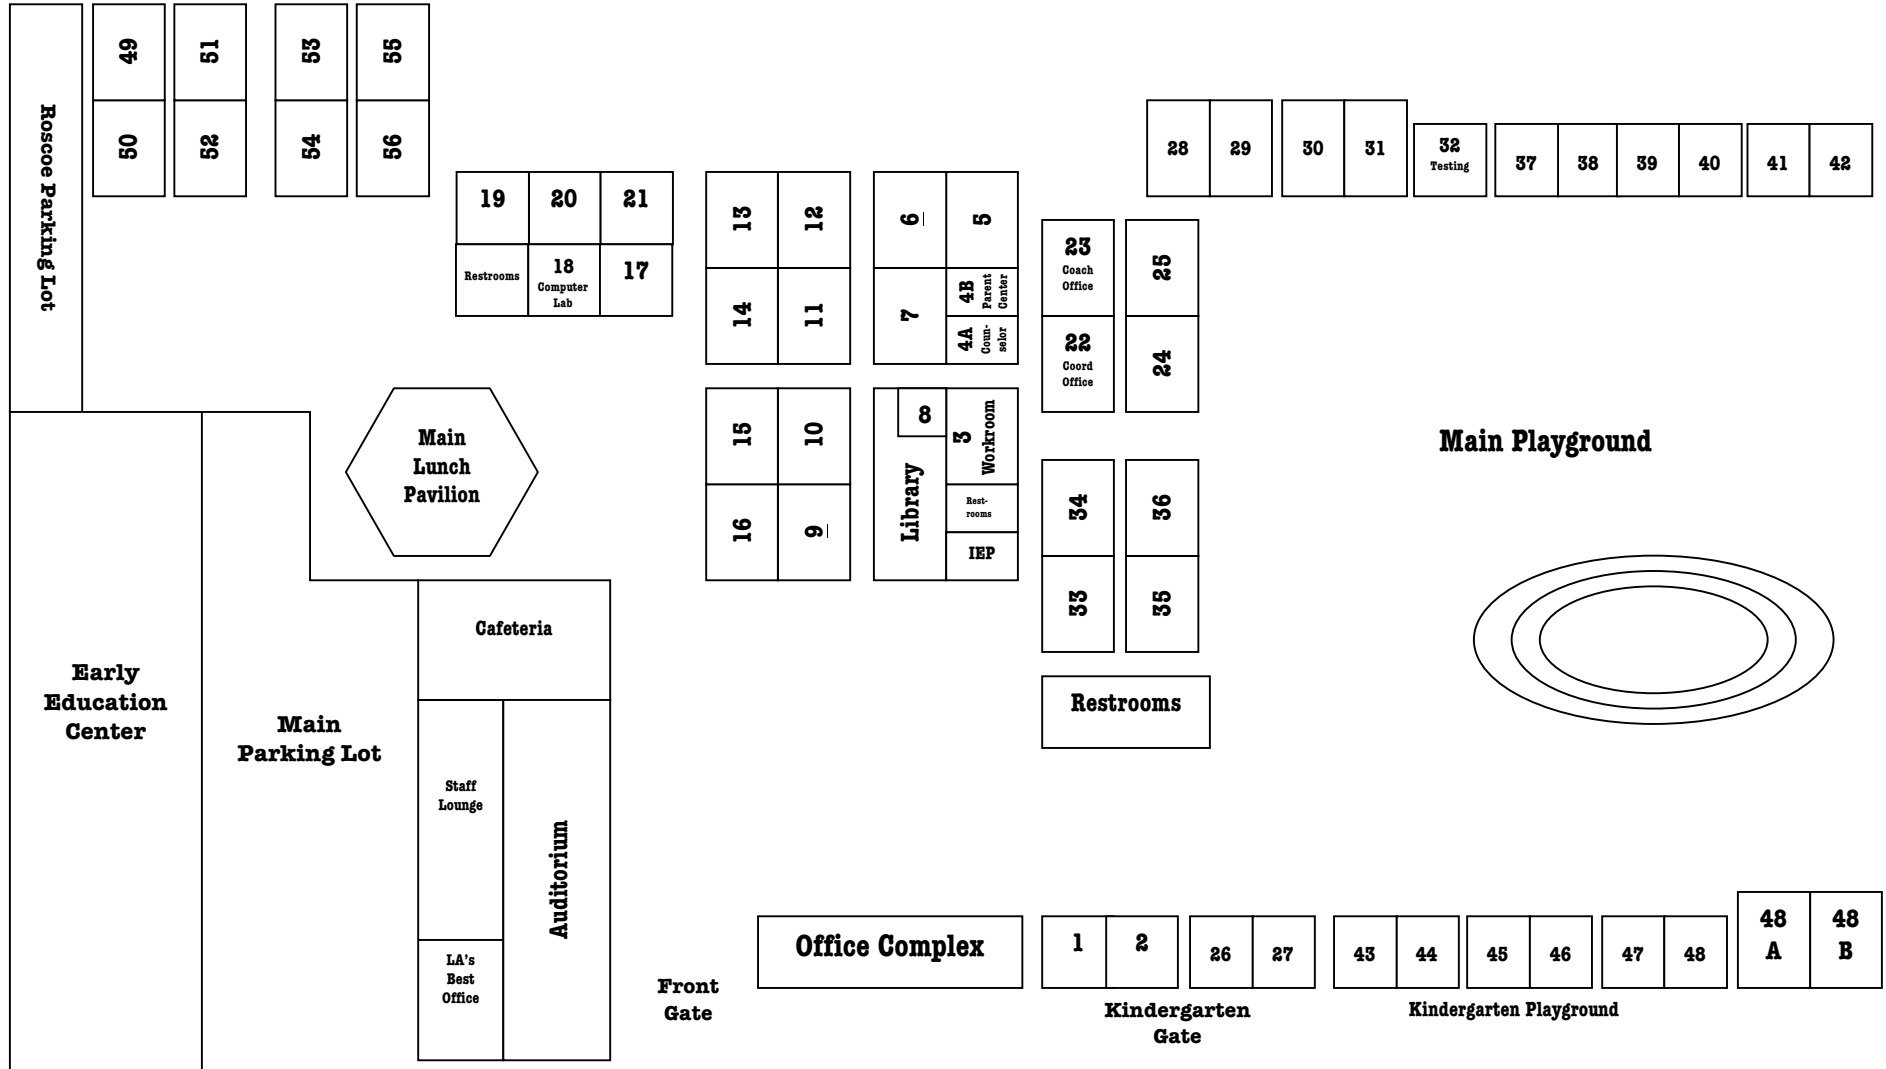 Roscoe Parking Lot
49
51
53
55
50
52
54
56
19
20
21
Restrooms
18
Computer
Lab
17
13
12
14
11
6
5
7
4B
Parent
Center
4A
Coun-
selor
23
Coach
Office
25
22
Coord
Office
24
28
29
30
31
32
Testing
37
38
39
40
41
42
Main
Lunch
Pavilion
15
10
16
9
8
Library
3
Workroom
Rest-
rooms
IEP
34
36
33
35
Restrooms
Main Playground
Early
Education
Center
Main
Parking Lot
Cafeteria
Staff
Lounge
Auditorium
LA's
Best
Office
Front
Gate
Office Complex
1
2
26
27
43
44
45
46
47
48
48
A
48
B
Kindergarten
Gate
Kindergarten Playground